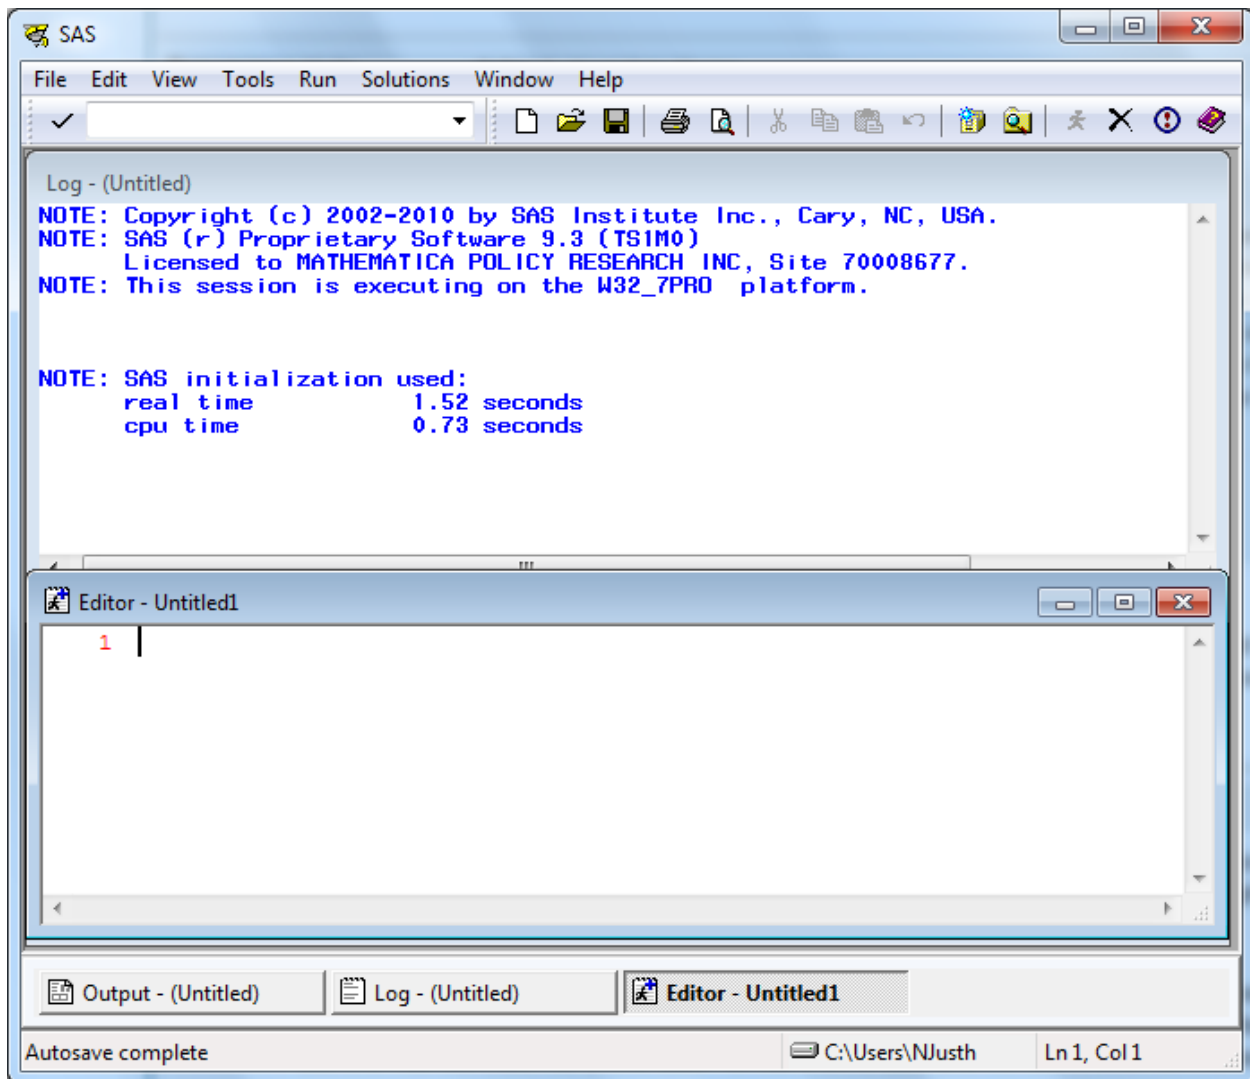 SAS
File Edit View Tools Run Solutions Window Help
Log - (Untitled)
NOTE: Copyright (c) 2002-2010 by SAS Institute Inc., Cary, NC, USA.
NOTE: SAS (r) Proprietary Software 9.3 (TS1M0)
Licensed to MATHEMATICA POLICY RESEARCH INC, Site 70008677.
NOTE: This session is executing on the W32_7PRO platform.
NOTE: SAS initialization used:
real time 1.52 seconds
cpu time 0.73 seconds
Editor - Untitled1
1
Output - (Untitled) Log - (Untitled) Editor - Untitled1
Autosave complete C:\Users\NJusth Ln 1, Col 1